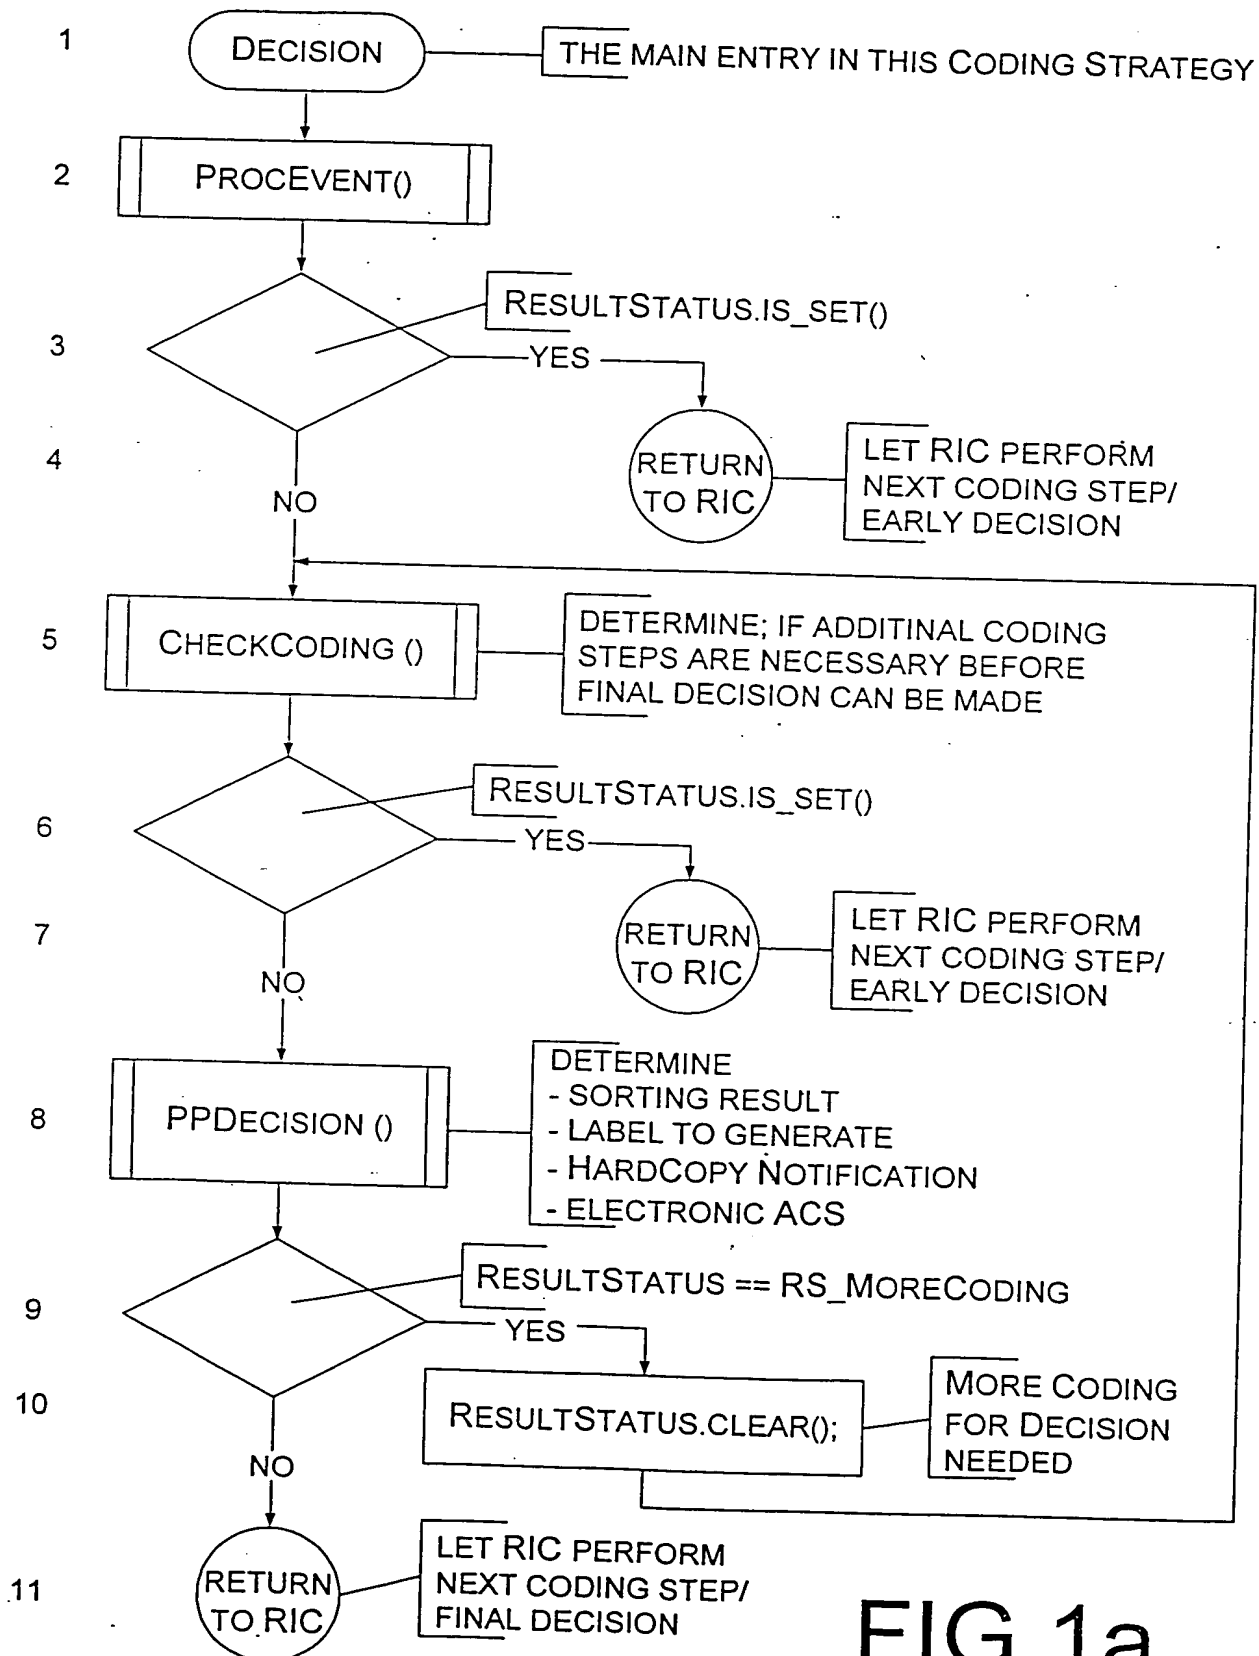 1
DECISION
THE MAIN ENTRY IN THIS CODING STRATEGY
2
PROCEVENT()
RESULTSTATUS.IS_SET()
3
YES
4
RETURN
TO RIC
LET RIC PERFORM
NEXT CODING STEP/
EARLY DECISION
NO
5
CHECKCODING ()
DETERMINE; IF ADDITINAL CODING
STEPS ARE NECESSARY BEFORE
FINAL DECISION CAN BE MADE
RESULTSTATUS.IS_SET()
6
YES
7
RETURN
TO RIC
LET RIC PERFORM
NEXT CODING STEP/
EARLY DECISION
NO
8
PPDECISION ()
DETERMINE
- SORTING RESULT
- LABEL TO GENERATE
- HARDCOPY NOTIFICATION
- ELECTRONIC ACS
RESULTSTATUS == RS_MORECODING
9
YES
10
RESULTSTATUS.CLEAR();
MORE CODING
FOR DECISION
NEEDED
NO
11
RETURN
TO RIC
LET RIC PERFORM
NEXT CODING STEP/
FINAL DECISION
FIG 1a